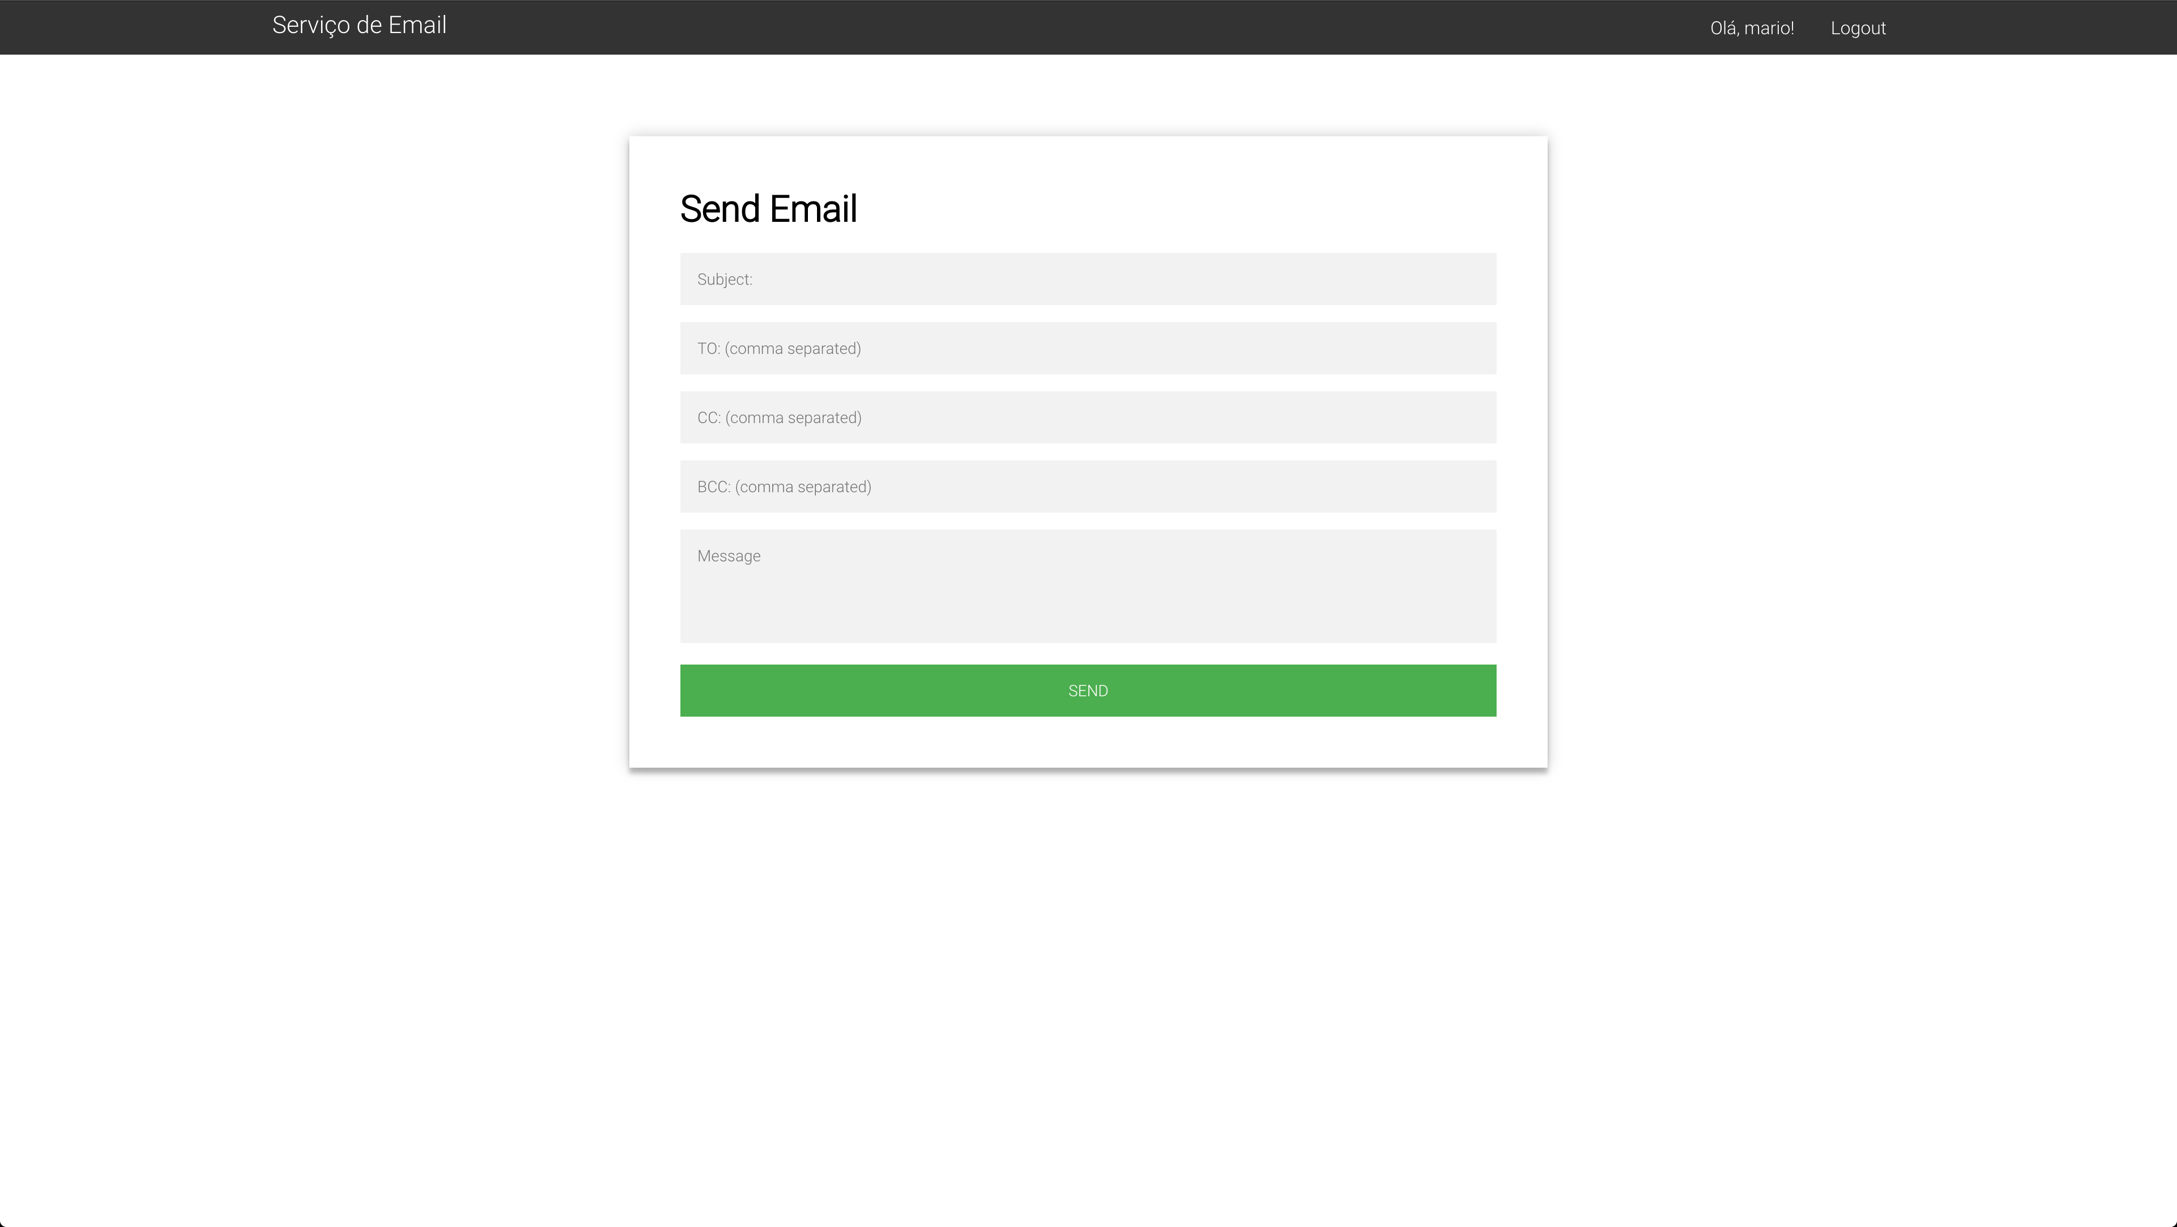 Serviço de Email
Olá, mario!
Logout
Send Email
Subject:
TO: (comma separated)
CC: (comma separated)
BCC: (comma separated)
Message
SEND